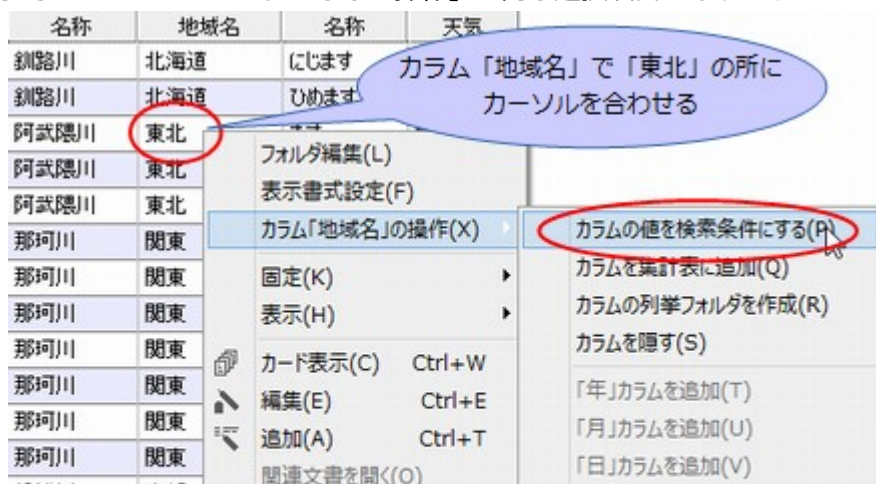 名称 地域名 名称 天気
釧路川 北海道 にじます
釧路川 北海道 ひめます
カラム「地域名」で「東北」の所に
カーソルを合わせる
阿武隈川 東北
阿武隈川 東北
阿武隈川 東北
那珂川 関東
那珂川 関東
那珂川 関東
那珂川 関東
那珂川 関東
那珂川 関東
那珂川 関東
フォルダ編集(L)
表示書式設定(F)
カラム「地域名」の操作(X)
固定(K)
表示(H)
カード表示(C) Ctrl+W
編集(E) Ctrl+E
追加(A) Ctrl+T
関連文書を開く(O)
カラムの値を検索条件にする(P)
カラムを集計表に追加(Q)
カラムの列挙フォルダを作成(R)
カラムを隠す(S)
「年」カラムを追加(T)
「月」カラムを追加(U)
「日」カラムを追加(V)